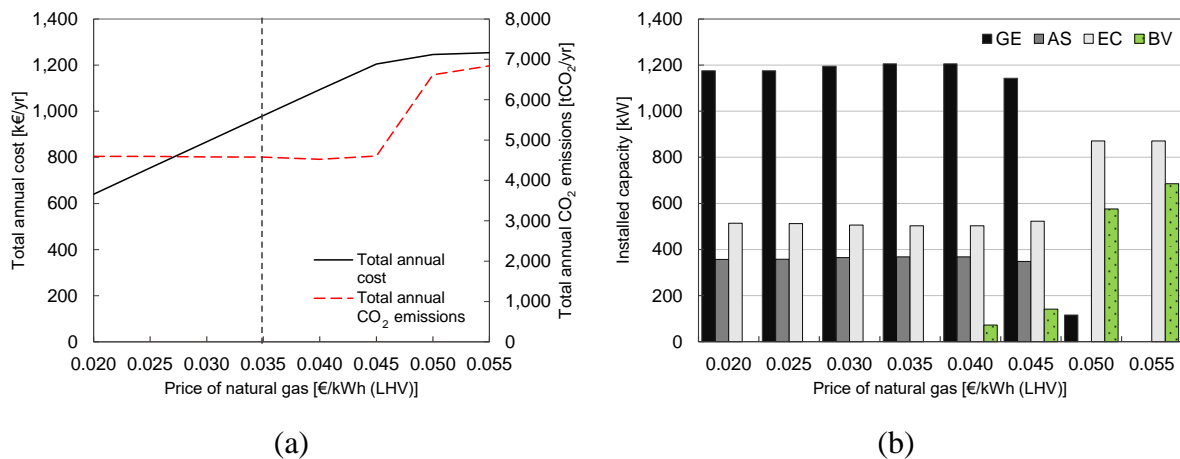 1,400
1,200
1,000
800
600
400
200
0
Total annual cost [k€/yr]
8,000
7,000
6,000
5,000
4,000
3,000
2,000
1,000
0
Total annual CO2 emissions [tCO2/yr]
Total annual
cost
Total annual
CO2 emissions
0.020 0.025 0.030 0.035 0.040 0.045 0.050 0.055
Price of natural gas [€/kWh (LHV)]
(a)
GE AS EC BV
1,400
1,200
1,000
800
600
400
200
0
Installed capacity [kW]
0.020 0.025 0.030 0.035 0.040 0.045 0.050 0.055
Price of natural gas [€/kWh (LHV)]
(b)